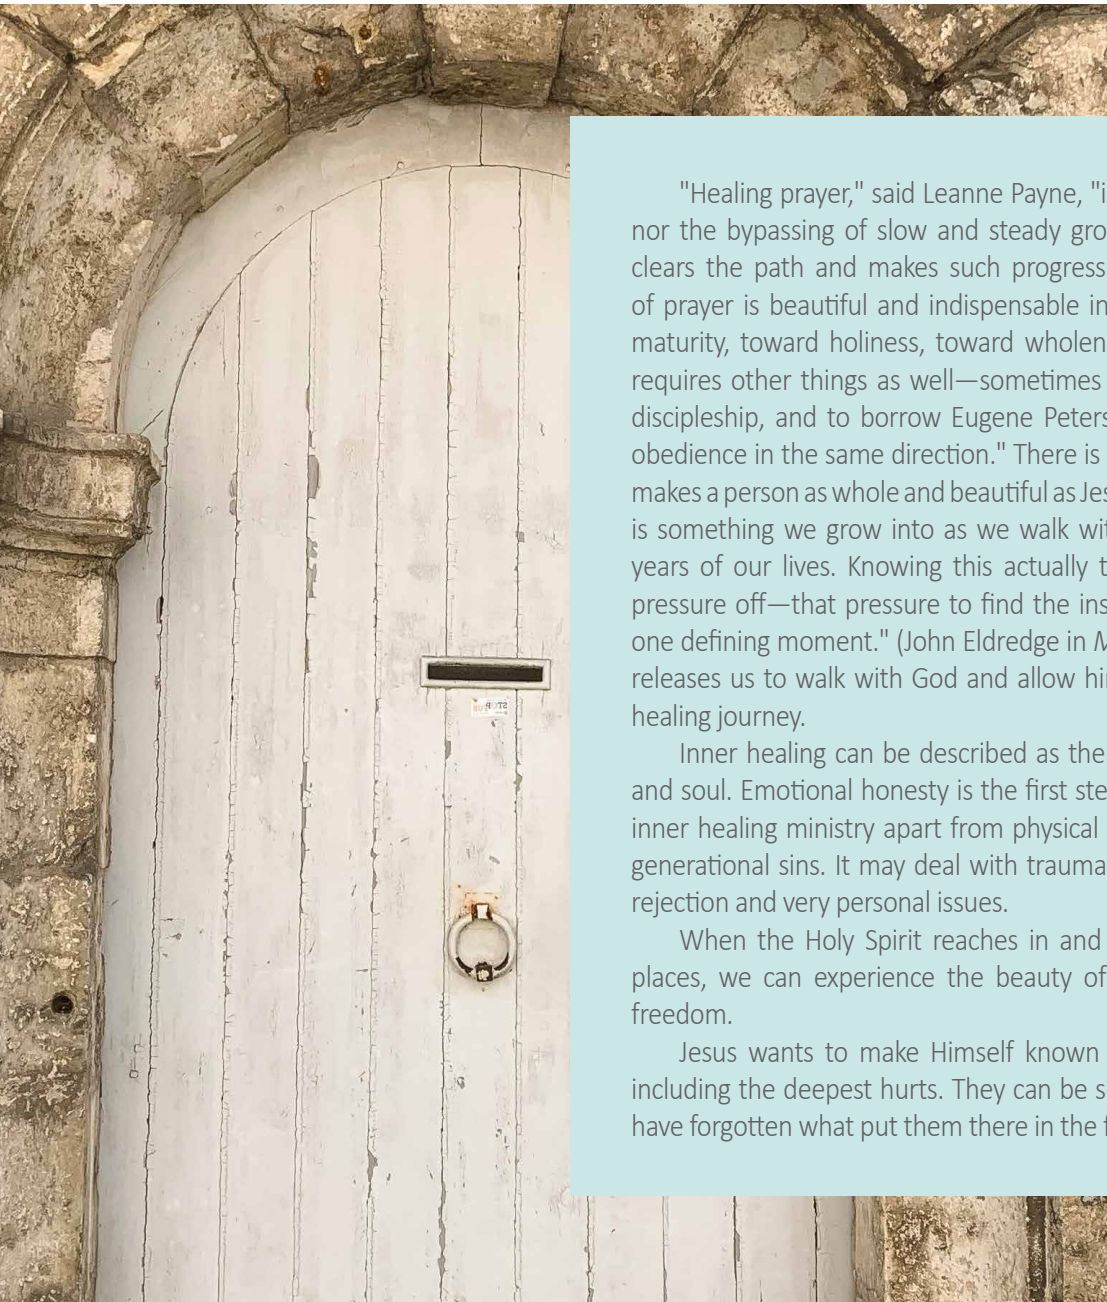 "Healing prayer," said Leanne Payne, "i
nor the bypassing of slow and steady gro
clears the path and makes such progress
of prayer is beautiful and indispensable in
maturity, toward holiness, toward wholen
requires other things as well—sometimes
discipleship, and to borrow Eugene Peters
obedience in the same direction." There is
makes a person as whole and beautiful as Jes
is something we grow into as we walk wit
years of our lives. Knowing this actually t
pressure off—that pressure to find the ins
one defining moment." (John Eldredge in M
releases us to walk with God and allow hi
healing journey.
Inner healing can be described as the
and soul. Emotional honesty is the first ste
inner healing ministry apart from physical
generational sins. It may deal with trauma
rejection and very personal issues.
When the Holy Spirit reaches in and
places, we can experience the beauty of
freedom.
Jesus wants to make Himself known
including the deepest hurts. They can be s
have forgotten what put them there in the f